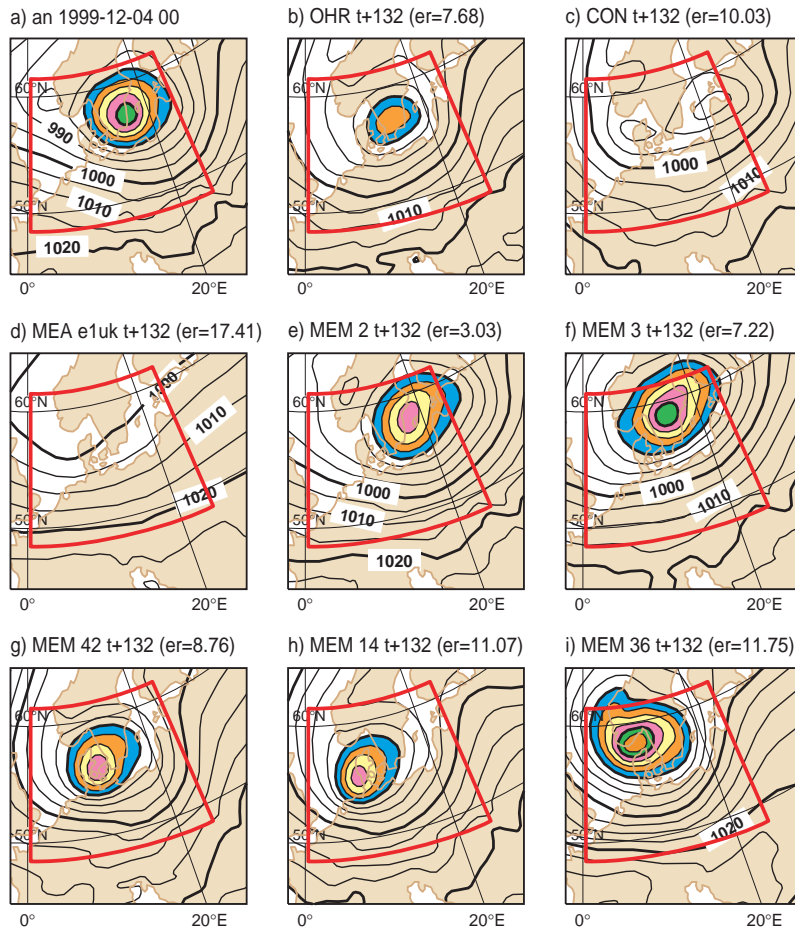 a) an 1999-12-04 00
b) OHR t+132 (er=7.68)
c) CON t+132 (er=10.03)
60°N
990
1000
1010
50°N
1020
0°
20°E
60°N
1010
50°N
0°
20°E
60°N
1000
1010
50°N
0°
20°E
d) MEA e1uk t+132 (er=17.41)
e) MEM 2 t+132 (er=3.03)
f) MEM 3 t+132 (er=7.22)
1000
60°N
1010
1020
50°N
0°
20°E
60°N
1000
1010
50°N
1020
0°
20°E
60°N
1000
1010
50°N
0°
20°E
g) MEM 42 t+132 (er=8.76)
h) MEM 14 t+132 (er=11.07)
i) MEM 36 t+132 (er=11.75)
60°N
50°N
0°
20°E
60°N
50°N
0°
20°E
60°N
1020
50°N
0°
20°E